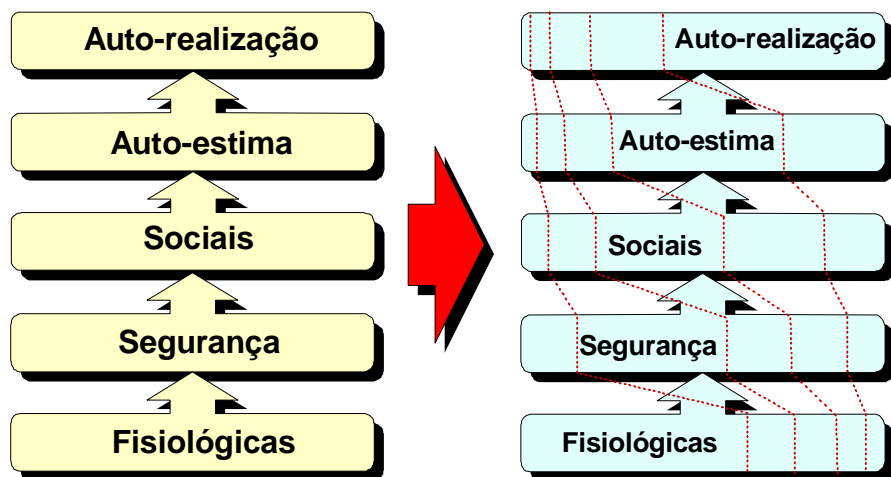 Auto-realização
Auto-estima
Sociais
Segurança
Fisiológicas
Auto-realização
Auto-estima
Sociais
Segurança
Fisiológicas